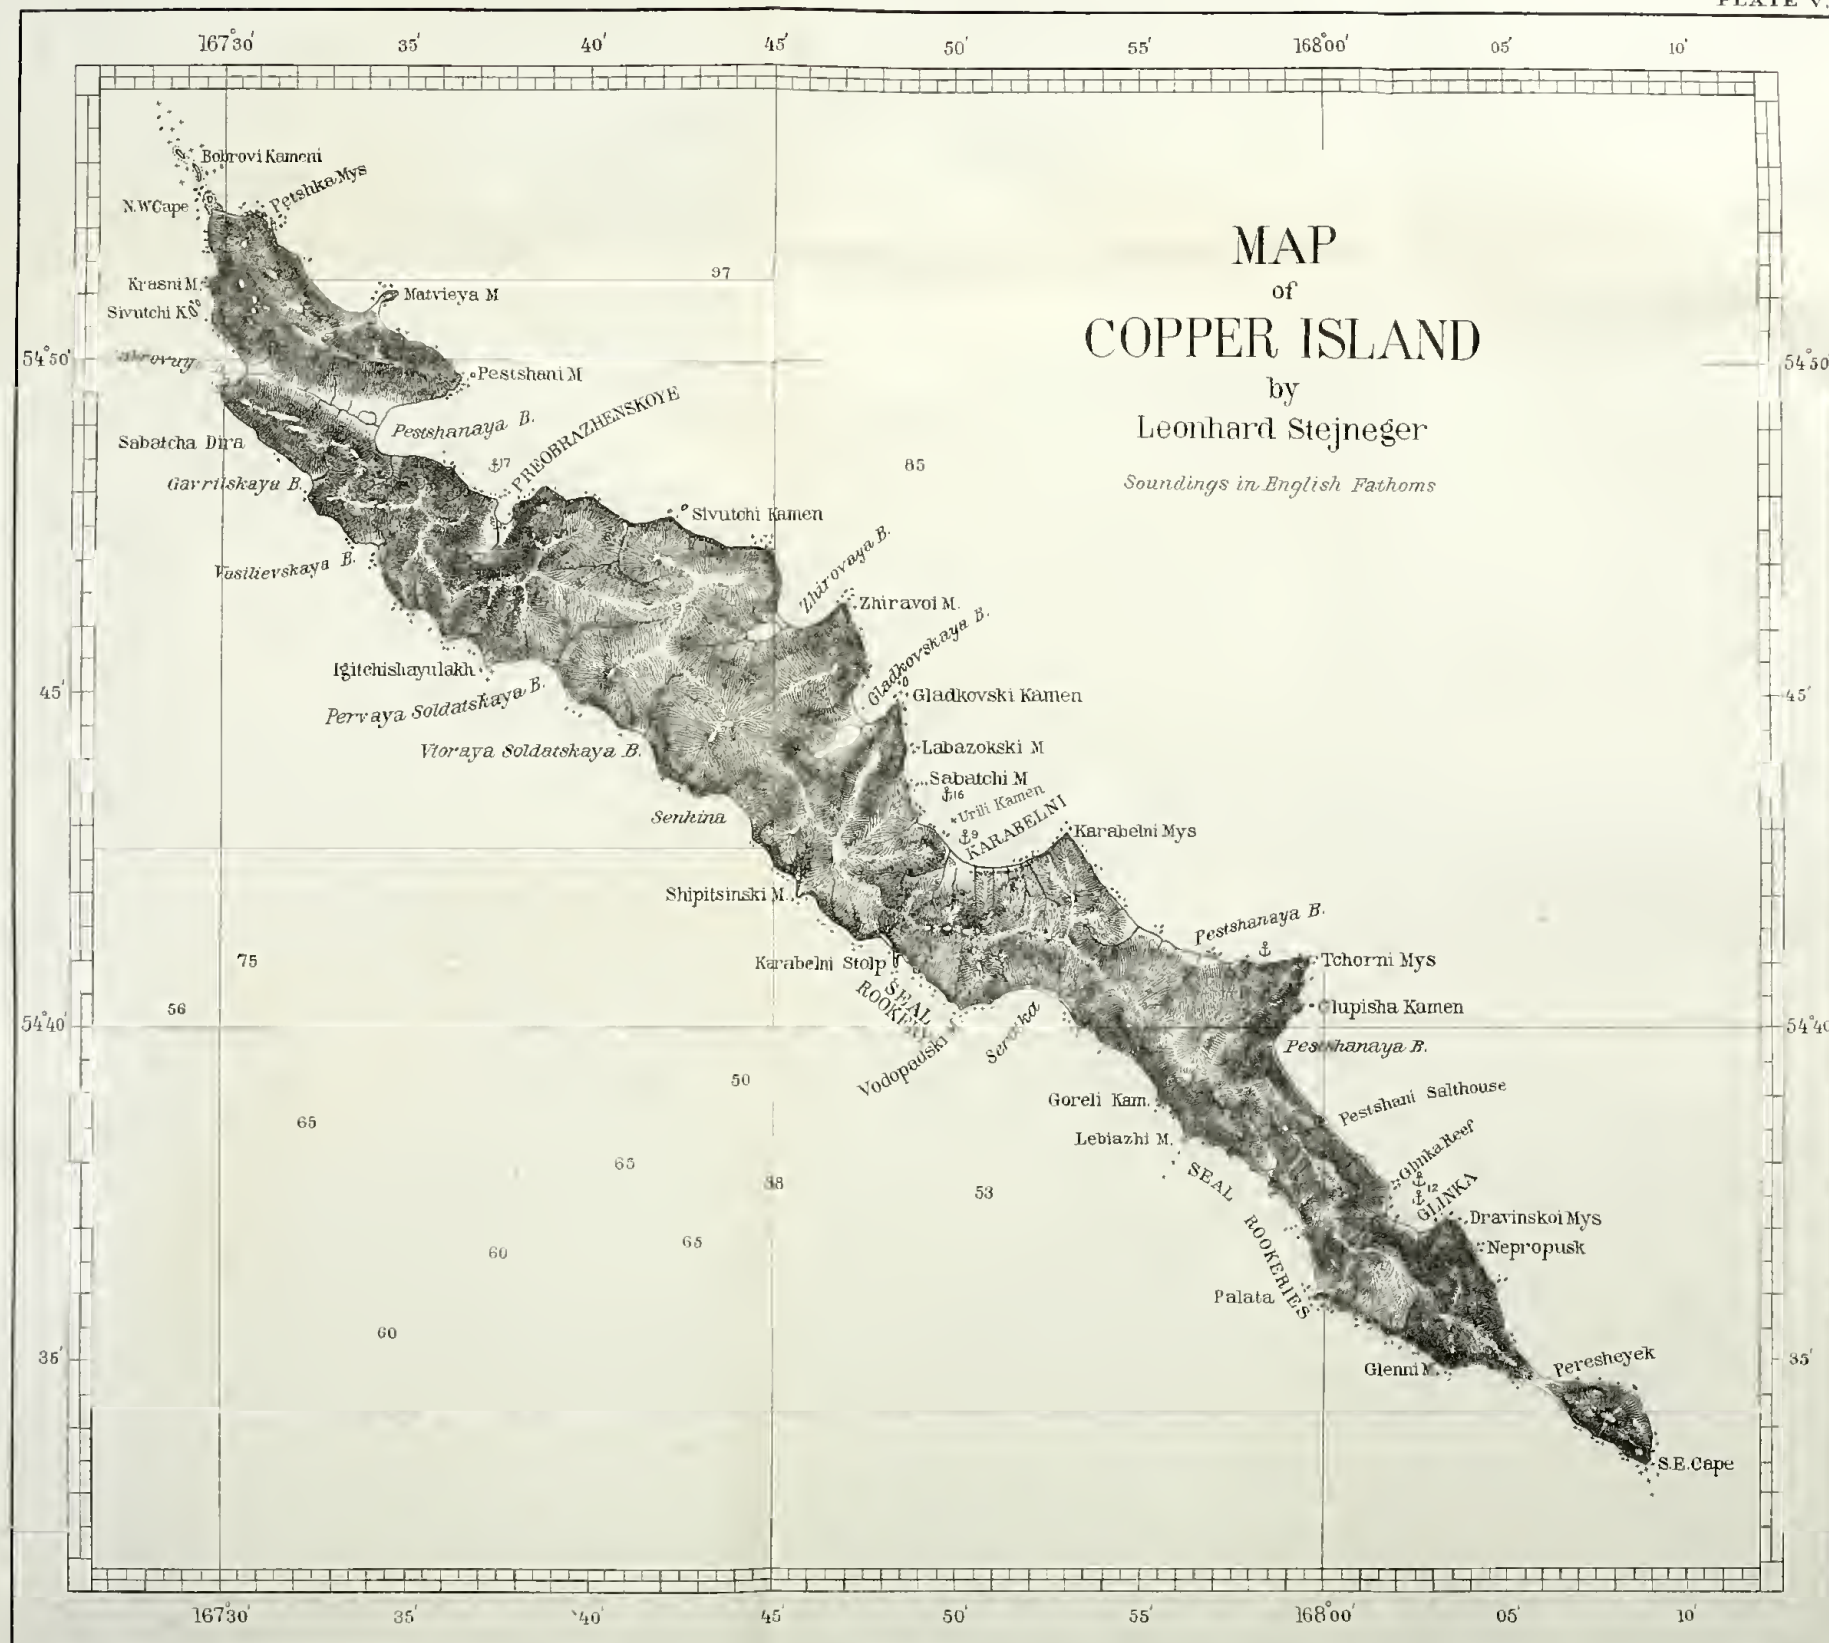 PLATE V.
167°30′ 35′ 40′ 45′ 50′ 55′ 168°00′ 05′ 10′
Bobrovi Kameni
Petshka Mys
N.W Cape
MAP
of
COPPER ISLAND
by
Leonhard Stejneger
Soundings in English Fathoms
97
Krasni M.
Matvieya M
Sivutchi K
54°50′
54°50′
Pestshani M
Pestshanaya B.
PREOBRAZHENSKOYE
Sabatcha Dira
17
85
Gavrilskaya B.
Sivutchi Kamen
Vasilievskaya B.
Zhirovaya B.
Zhiravoi M.
Gladkovskaya B.
Igitchishayulakh
45′
45′
Gladkovski Kamen
Pervaya Soldatskaya B.
Vtoraya Soldatskaya B.
Labazokski M
Sabatchi M
16
Urili Kamen
Senkina
9
KARABELNI
Karabelni Mys
Shipitsinski M.
Pestshanaya B.
75
Karabelni Stolp
Tchorni Mys
SEAL
ROOKERY
56
Glupisha Kamen
54°40′
54°40′
Vodopadski
Pestshanaya B.
50
Goreli Kam.
Pestshani Salthouse
65
Lebiazhi M.
Glinka Reef
65
SEAL ROOKERIES
53
12
GLINKA
Dravinskoi Mys
60
65
Nepropusk
Palata
60
35′
35′
Glenni M.
Peresheyek
S.E. Cape
167°30′ 35′ 40′ 45′ 50′ 55′ 168°00′ 05′ 10′